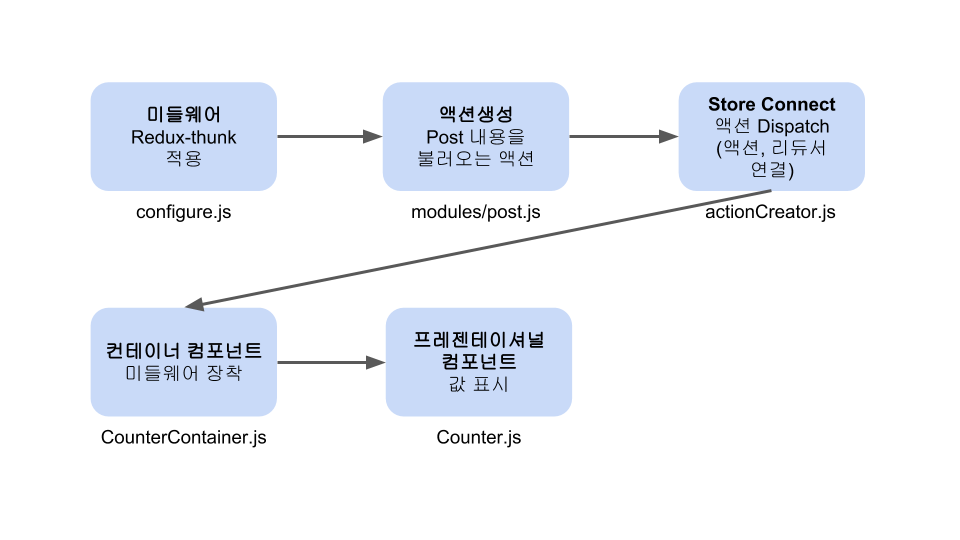 미들웨어
Redux-thunk
적용
configure.js
액션생성
Post 내용을
불러오는 액션
modules/post.js
Store Connect
액션 Dispatch
(액션, 리듀서
연결)
actionCreator.js
컨테이너 컴포넌트
미들웨어 장착
CounterContainer.js
프레젠테이셔널
컴포넌트
값 표시
Counter.js